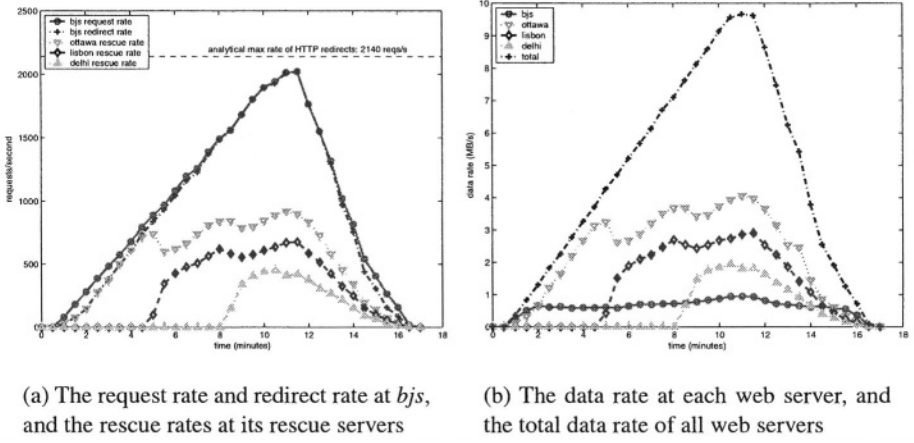 2500
bjs request rate
bjs redirect rate
ottawa rescue rate
lisbon rescue rate
delhi rescue rate
analytical max rate of HTTP redirects: 2140 reqs/s
2000
1500
1000
500
0
requests/second
0 2 4 6 8 10 12 14 16 18
time (minutes)
10
bjs
ottawa
lisbon
delhi
total
9
8
7
6
5
4
3
2
1
0
data rate (MB/s)
0 2 4 6 8 10 12 14 16 18
time (minutes)
(a) The request rate and redirect rate at bjs,
and the rescue rates at its rescue servers
(b) The data rate at each web server, and
the total data rate of all web servers